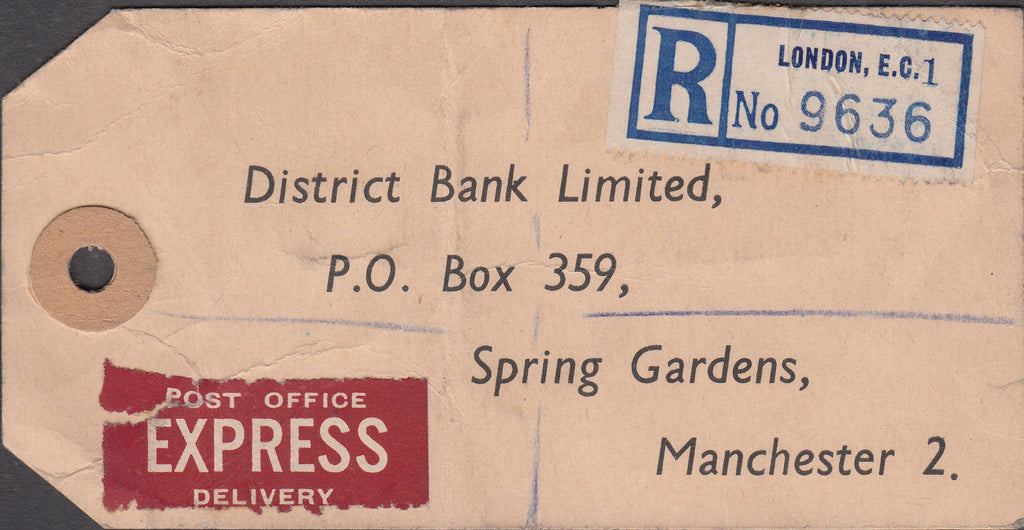 R
LONDON, E.C.1
No 9636
District Bank Limited,
P.O. Box 359,
Spring Gardens,
Manchester 2.
POST OFFICE
EXPRESS
DELIVERY